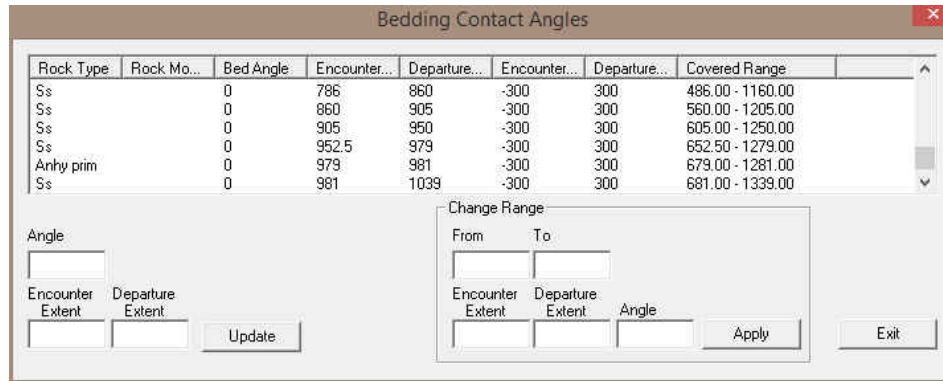 Bedding Contact Angles
Rock Type Rock Mo... Bed Angle Encounter... Departure... Encounter... Departure... Covered Range
Ss 0 786 860 -300 300 486.00 - 1160.00
Ss 0 860 905 -300 300 560.00 - 1205.00
Ss 0 905 950 -300 300 605.00 - 1250.00
Ss 0 952.5 979 -300 300 652.50 - 1279.00
Anhy prim 0 979 981 -300 300 679.00 - 1281.00
Ss 0 981 1039 -300 300 681.00 - 1339.00
Angle
Encounter Extent
Departure Extent
Update
Change Range
From To
Encounter Extent
Departure Extent
Angle
Apply
Exit